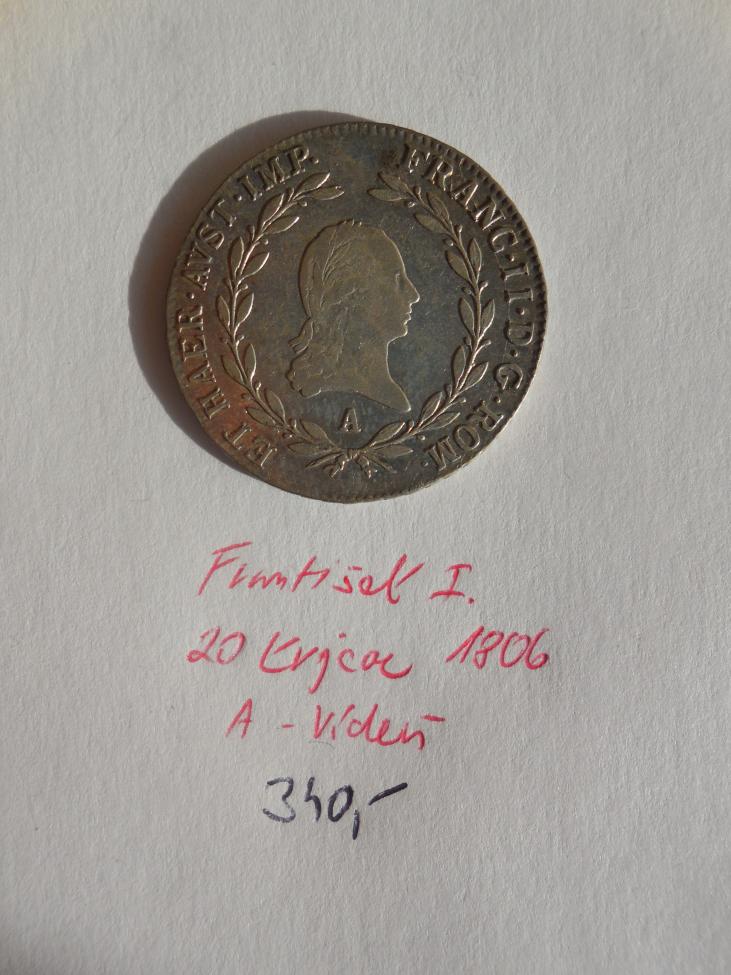 FRANC·II·D·G·ROM·
ET HAER·AVST·IMP.
A
František I.
20 krejcar 1806
A - Vídeň
340,-